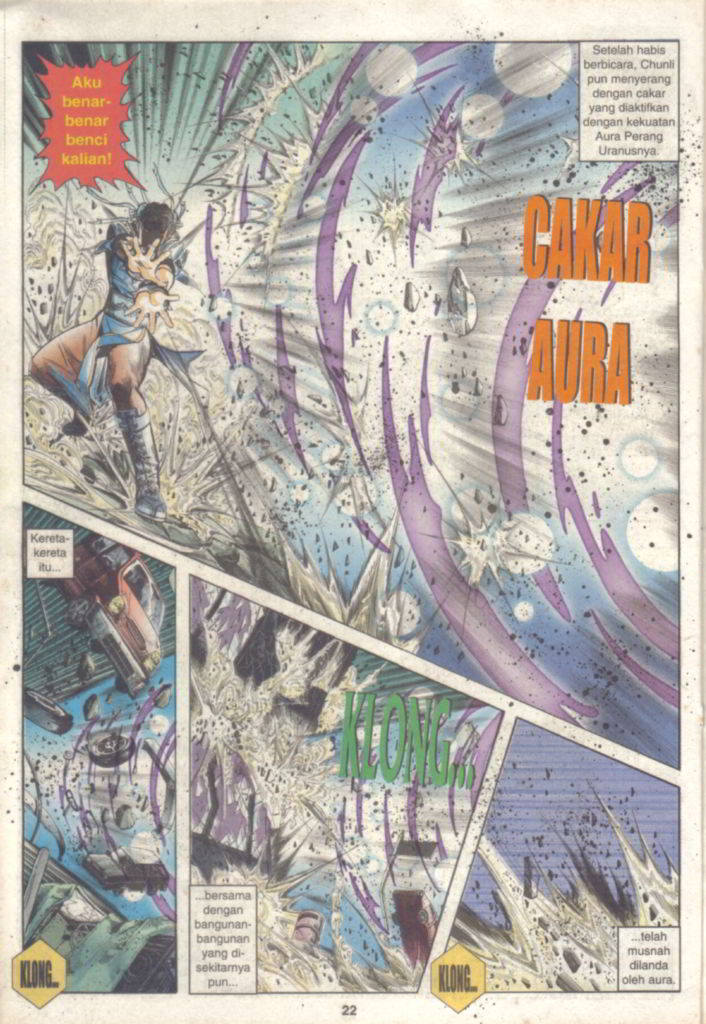 Aku
benar-
benar
benci
kalian!
Setelah habis
berbicara, Chunli
pun menyerang
dengan cakar
yang diaktifkan
dengan kekuatan
Aura Perang
Uranusnya.
CAKAR
AURA
Kereta-
kereta
itu...
KLONG...
KLONG...
...bersama
dengan
bangunan-
bangunan
yang di-
sekitarnya
pun...
KLONG...
...telah
musnah
dilanda
oleh aura.
22